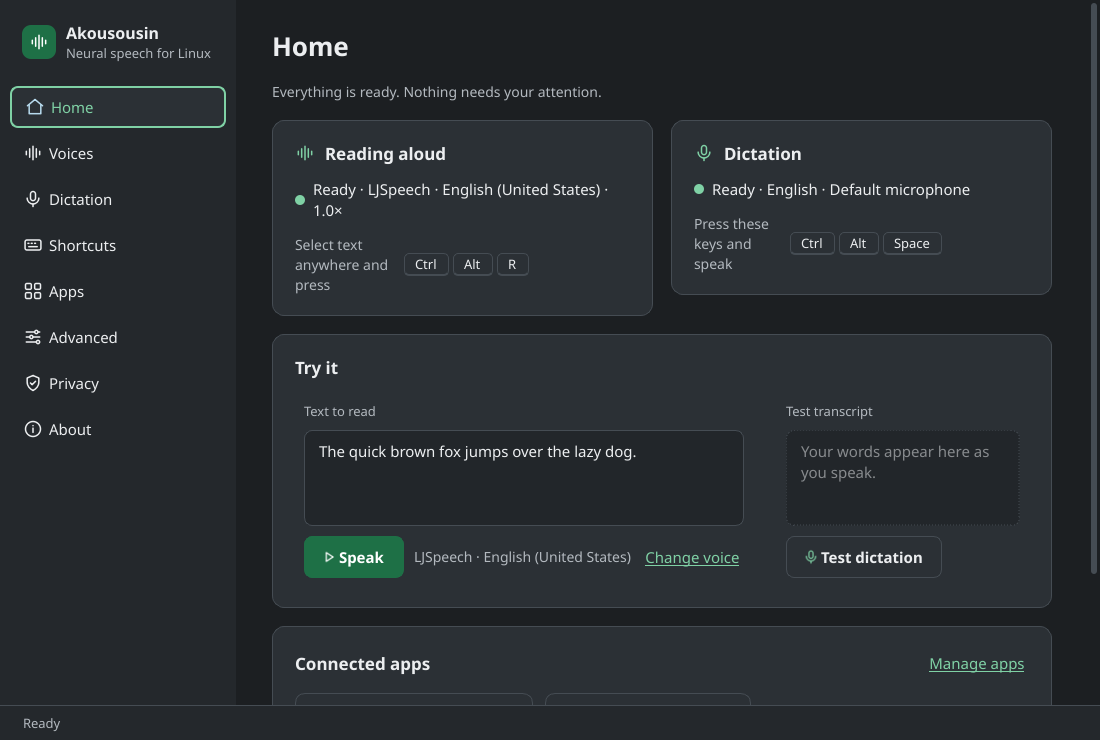 Akousousin
Neural speech for Linux
Home
Voices
Dictation
Shortcuts
Apps
Advanced
Privacy
About
Home
Everything is ready. Nothing needs your attention.
Reading aloud
Ready · LJSpeech · English (United States) ·
1.0×
Select text
anywhere and
press
Ctrl Alt R
Dictation
Ready · English · Default microphone
Press these
keys and
speak
Ctrl Alt Space
Try it
Text to read
The quick brown fox jumps over the lazy dog.
Speak
LJSpeech · English (United States)
Change voice
Test transcript
Your words appear here as
you speak.
Test dictation
Connected apps
Manage apps
Ready